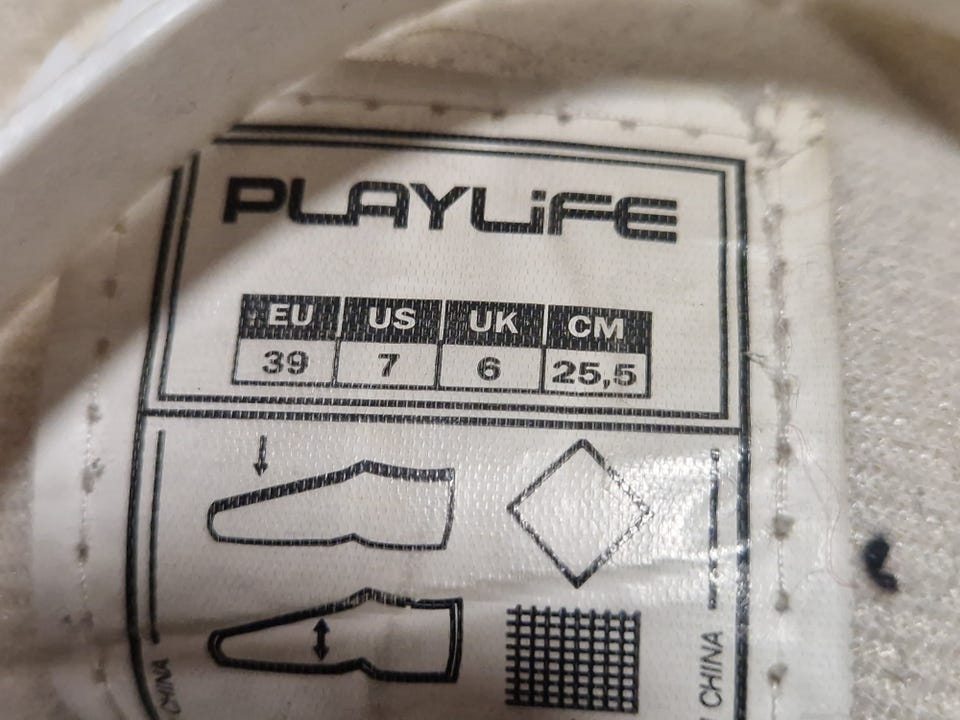 PLAYLiFE
EU US UK CM
39 7 6 25,5
CHINA
CHINA